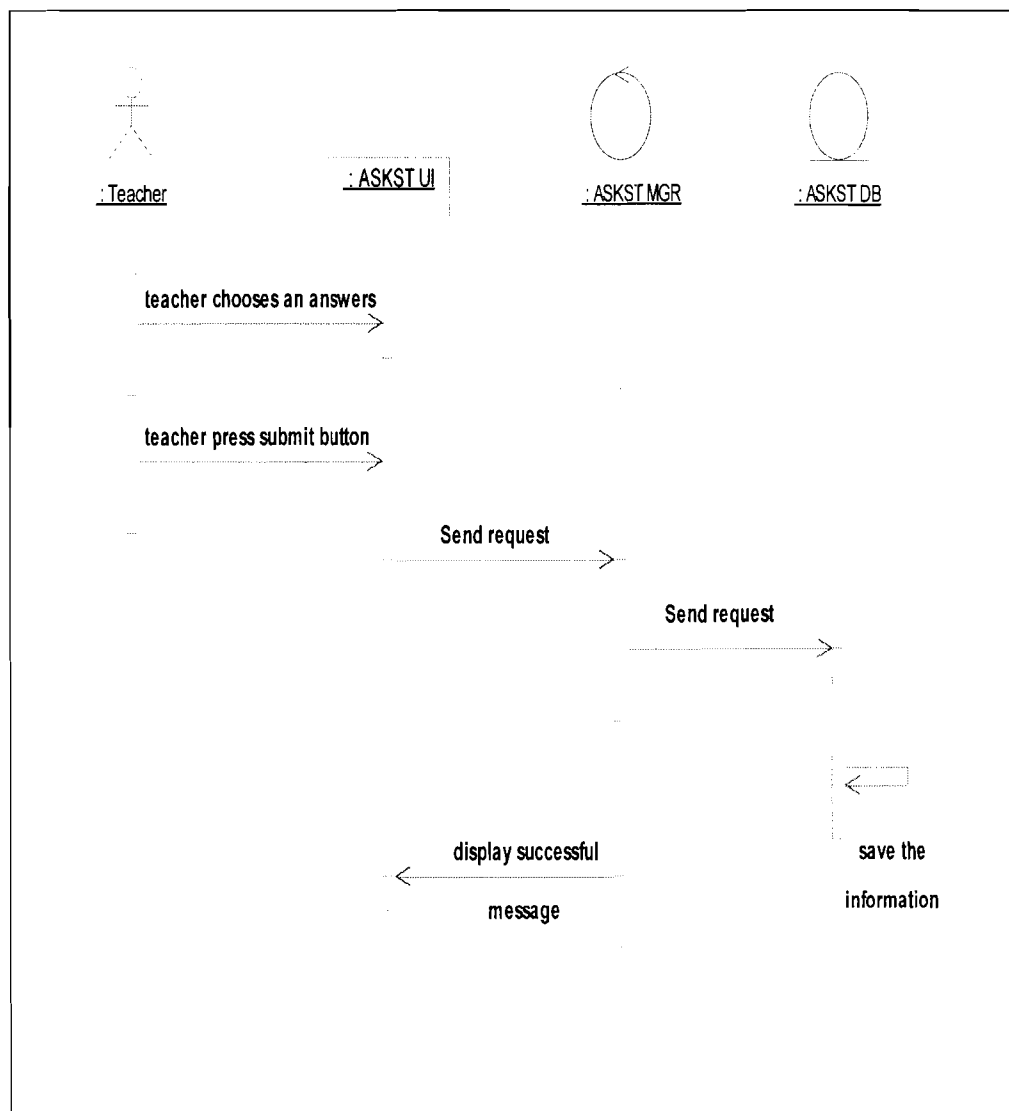 : Teacher
: ASKST UI
: ASKST MGR
: ASKST DB
teacher chooses an answers
teacher press submit button
Send request
Send request
display successful
message
save the
information